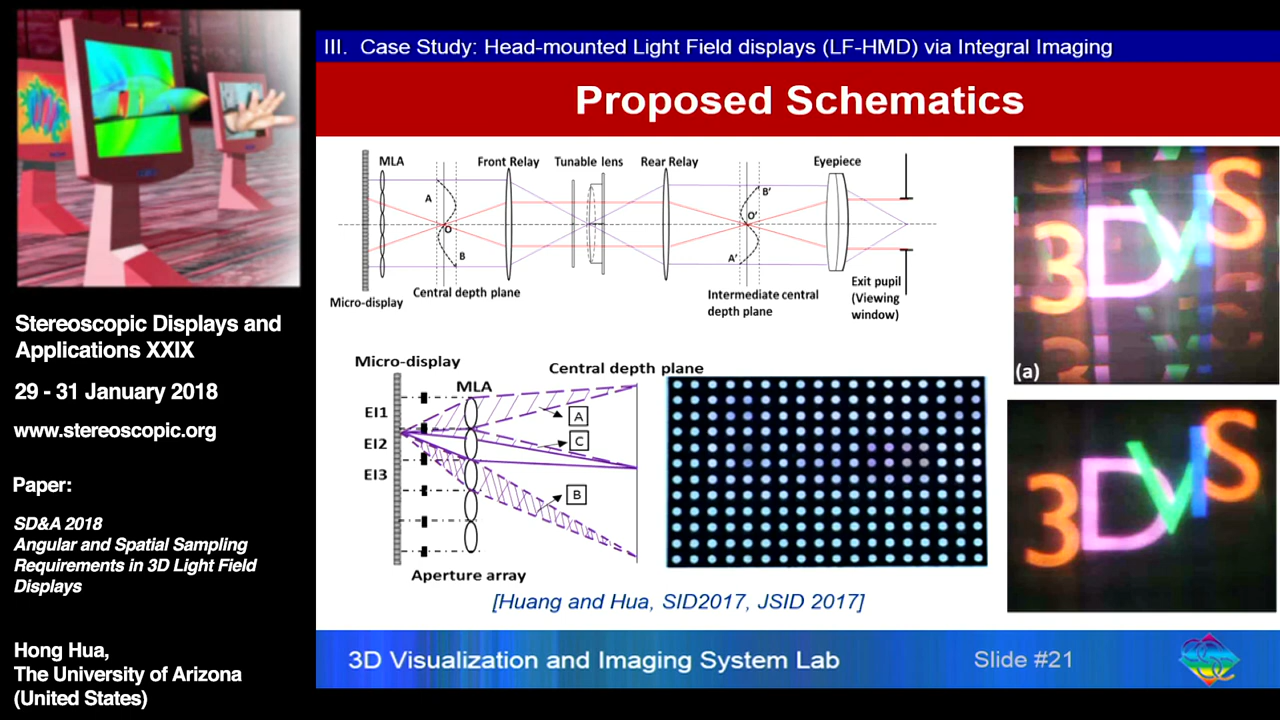 Stereoscopic Displays and
Applications XXIX
29 - 31 January 2018
www.stereoscopic.org
Paper:
SD&A 2018
Angular and Spatial Sampling
Requirements in 3D Light Field
Displays
Hong Hua,
The University of Arizona
(United States)
III. Case Study: Head-mounted Light Field displays (LF-HMD) via Integral Imaging
Proposed Schematics
MLA
Front Relay
Tunable lens
Rear Relay
Eyepiece
A
O
B
B'
O'
A'
Micro-display
Central depth plane
Intermediate central
depth plane
Exit pupil
(Viewing
window)
3DVS
(a)
Micro-display
Central depth plane
MLA
EI1
EI2
EI3
A
C
B
Aperture array
3DVS
[Huang and Hua, SID2017, JSID 2017]
3D Visualization and Imaging System Lab
Slide #21